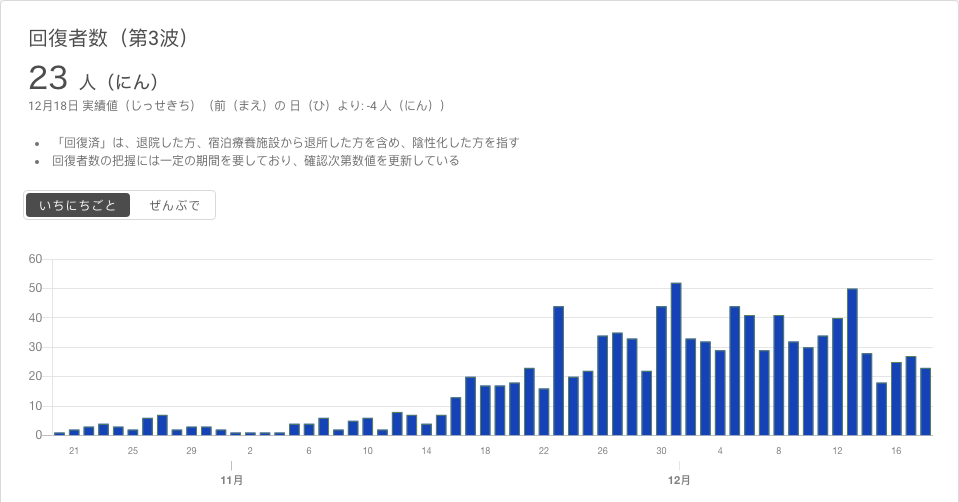 回復者数（第3波）
23 人（にん）
12月18日 実績値（じっせきち）（前（まえ）の 日（ひ）より: -4 人（にん））
• 「回復済」は、退院した方、宿泊療養施設から退所した方を含め、陰性化した方を指す
• 回復者数の把握には一定の期間を要しており、確認次第数値を更新している
いちにちごと ぜんぶで
60
50
40
30
20
10
0
21 25 29 2 6 10 14 18 22 26 30 4 8 12 16
11月 12月